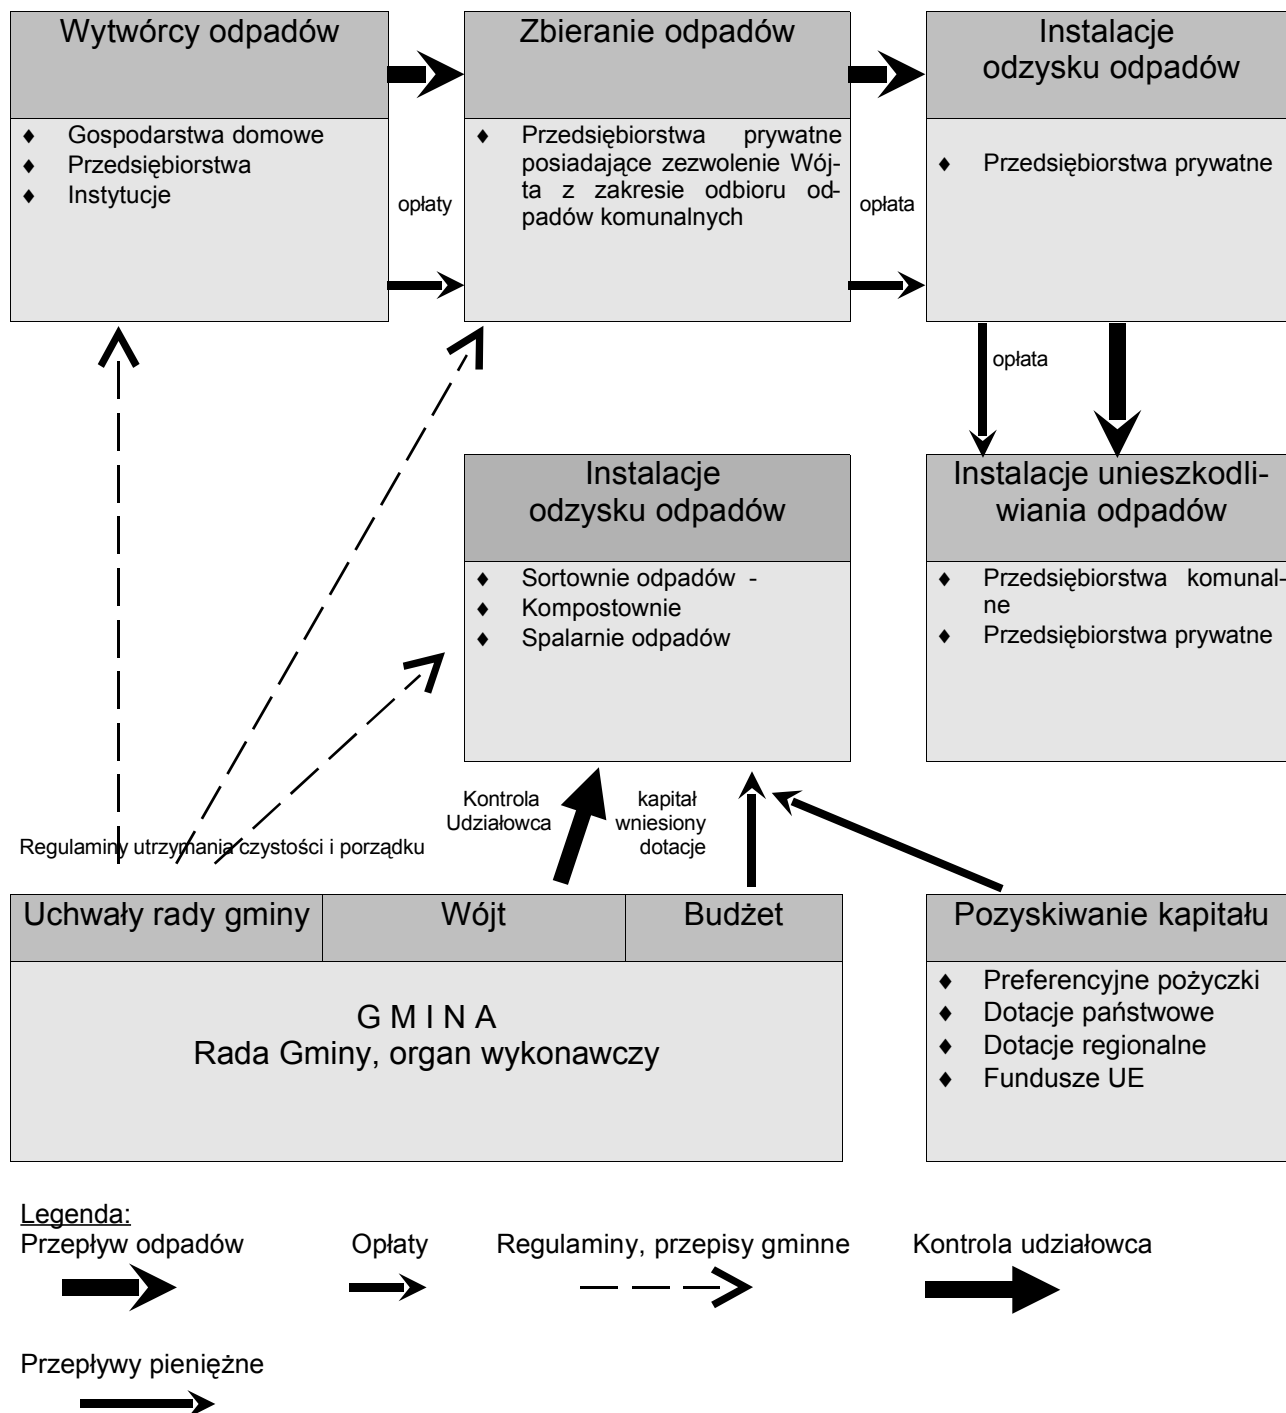 Wytwórcy odpadów
♦ Gospodarstwa domowe
♦ Przedsiębiorstwa
♦ Instytucje
opłaty
Zbieranie odpadów
♦ Przedsiębiorstwa prywatne
posiadające zezwolenie Wój-
ta z zakresie odbioru od-
padów komunalnych
opłata
Instalacje
odzysku odpadów
♦ Przedsiębiorstwa prywatne
opłata
Instalacje
odzysku odpadów
♦ Sortownie odpadów -
♦ Kompostownie
♦ Spalarnie odpadów
Instalacje unieszkodli-
wiania odpadów
♦ Przedsiębiorstwa komunal-
ne
♦ Przedsiębiorstwa prywatne
Regulaminy utrzymania czystości i porządku
Kontrola
Udziałowca
kapitał
wniesiony
dotacje
Uchwały rady gminy
Wójt
Budżet
G M I N A
Rada Gminy, organ wykonawczy
Pozyskiwanie kapitału
♦ Preferencyjne pożyczki
♦ Dotacje państwowe
♦ Dotacje regionalne
♦ Fundusze UE
Legenda:
Przepływ odpadów
Opłaty
Regulaminy, przepisy gminne
Kontrola udziałowca
Przepływy pieniężne